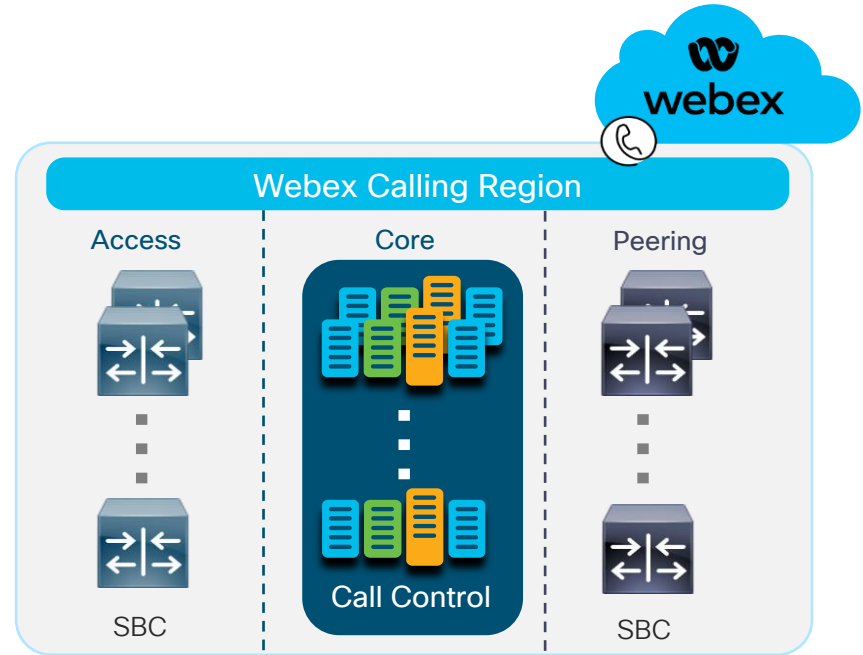 webex
Webex Calling Region
Access
Core
Peering
Call Control
SBC
SBC